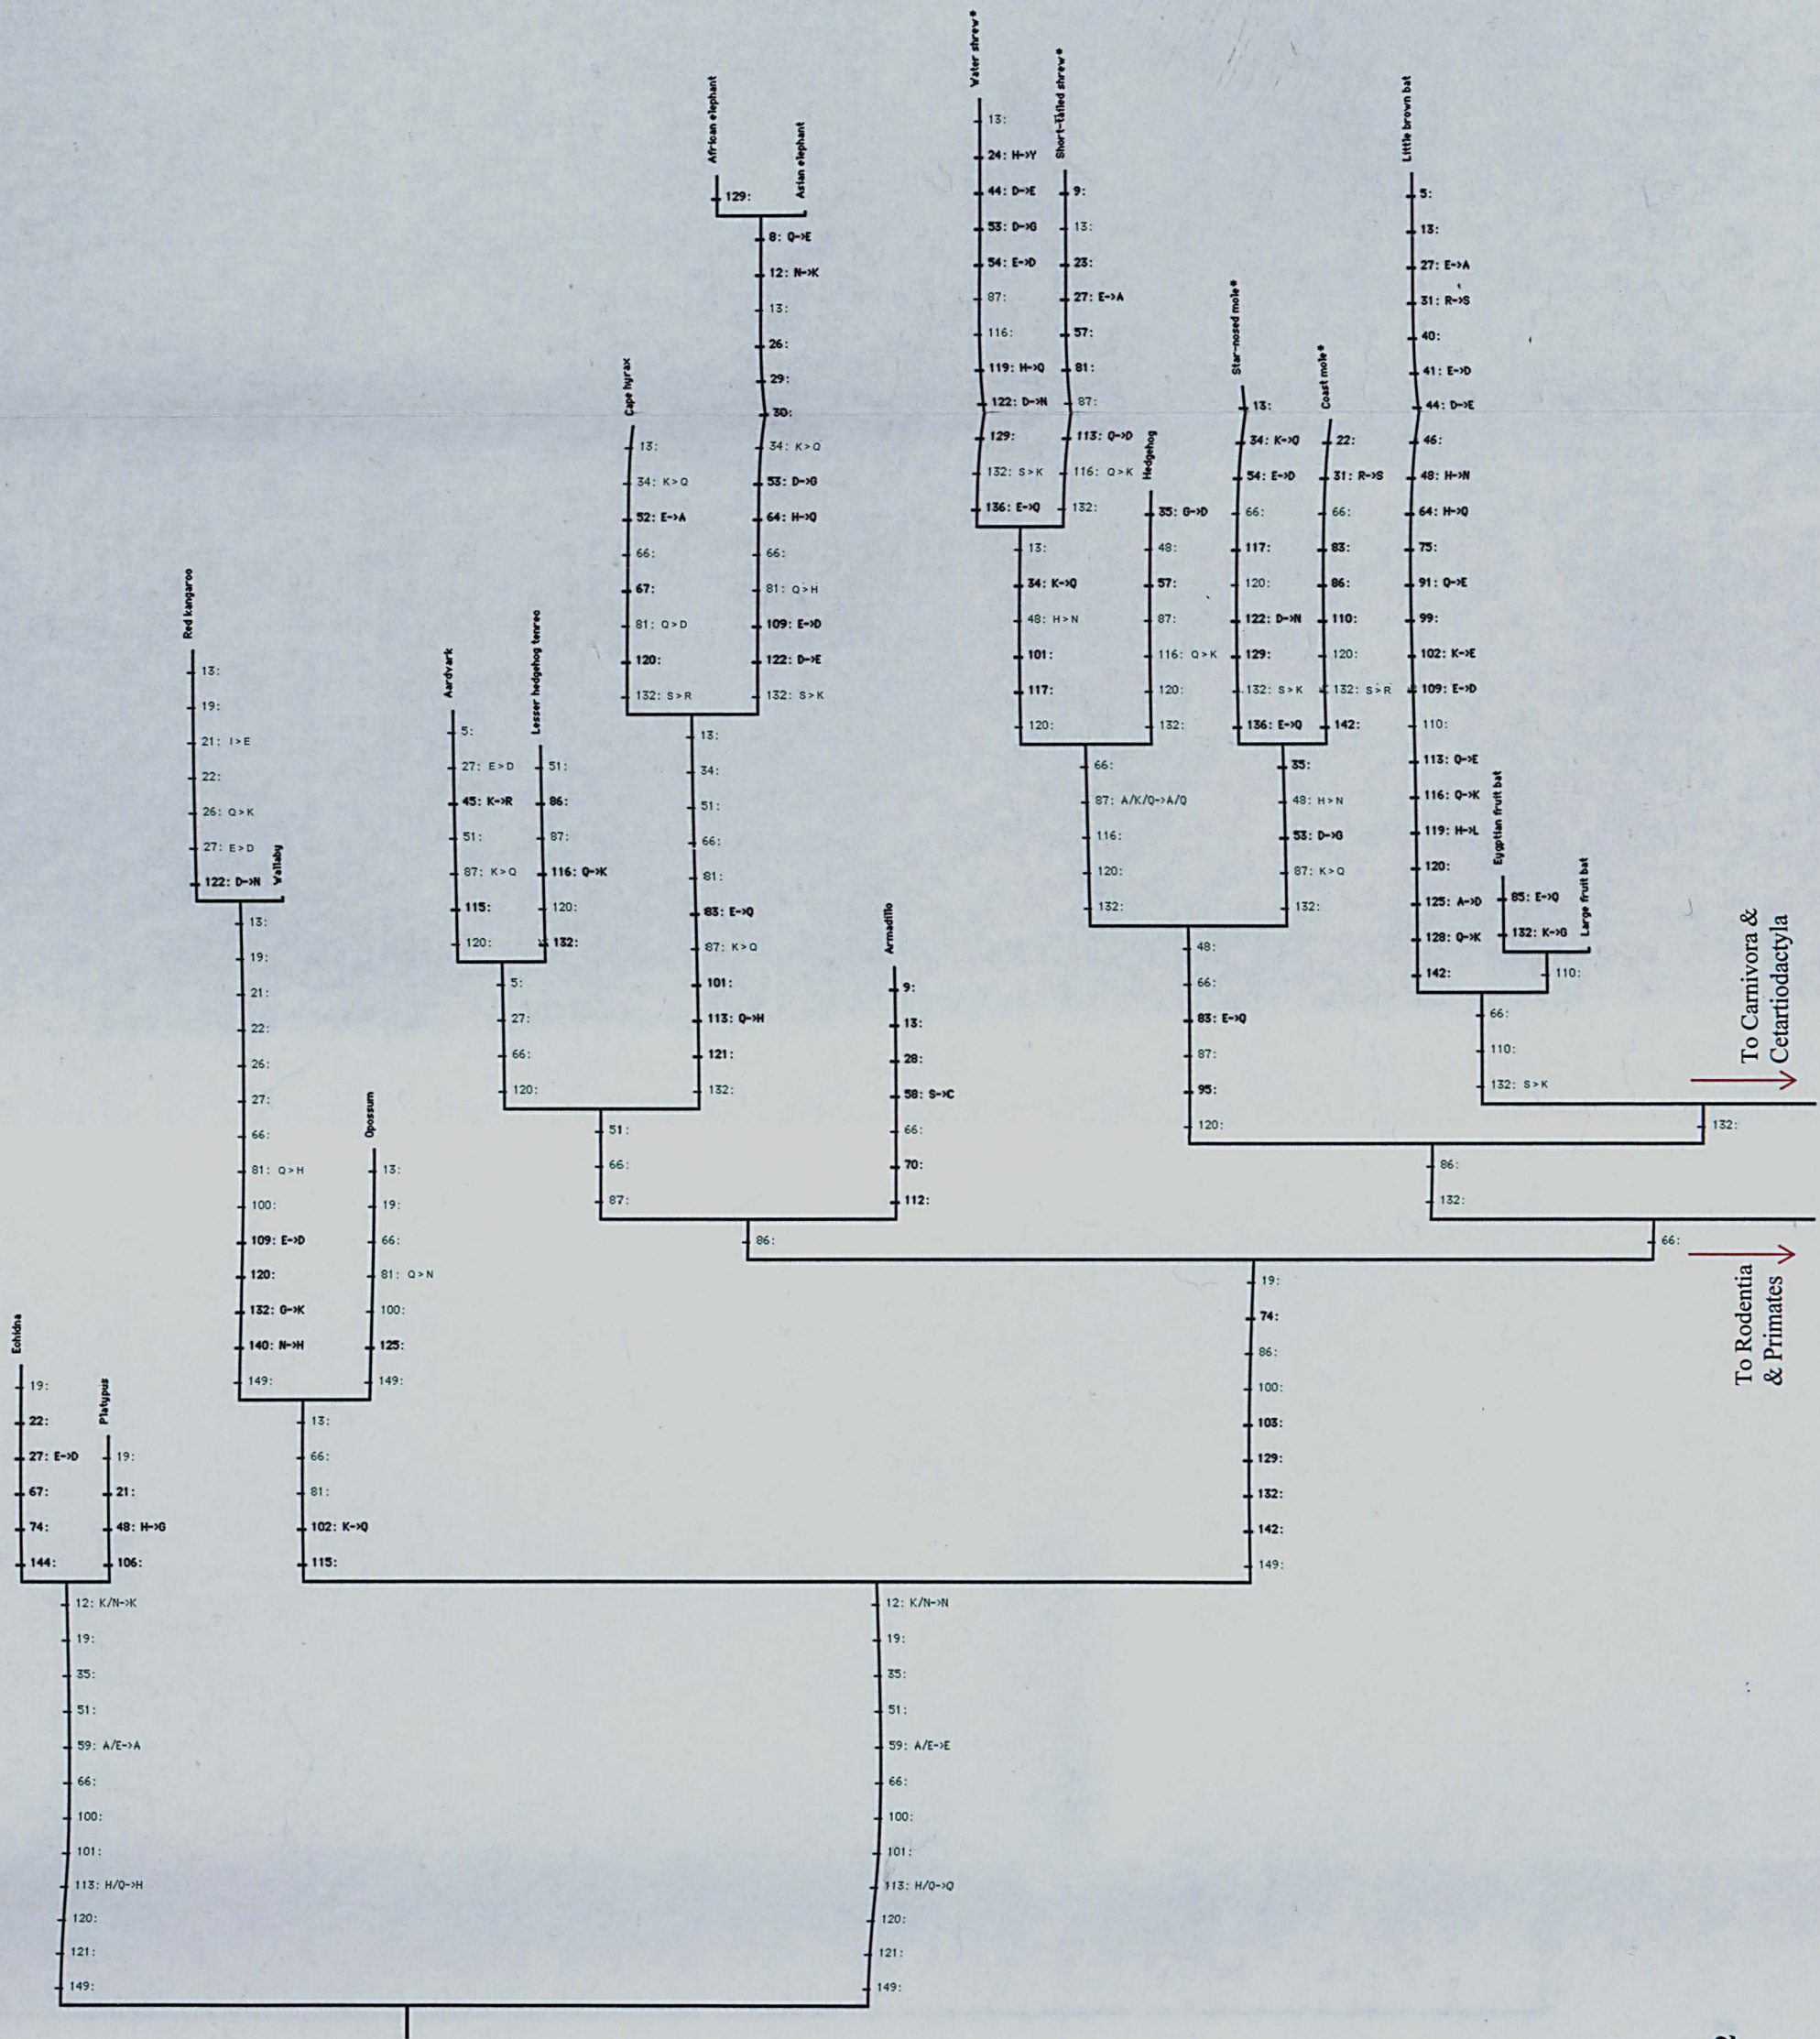 Water shrew*
13:
24: H->Y
44: D->E
53: D->G
54: E->D
87:
116:
119: H->Q
122: D->N
129:
132: S>K
136: E->Q
Short-tailed shrew*
9:
13:
23:
27: E->A
57:
81:
87:
113: Q->D
116: Q>K
132:
African elephant
129:
Asian elephant
8: Q->E
12: N->K
13:
26:
29:
30:
34: K>Q
53: D->G
64: H->Q
66:
81: Q>H
109: E->D
122: D->E
132: S>K
Little brown bat
5:
13:
27: E->A
31: R->S
40:
41: E->D
44: D->E
46:
48: H->N
64: H->Q
75:
91: Q->E
99:
102: K->E
109: E->D
110:
113: Q->E
116: Q->K
119: H->L
120:
125: A->D
128: Q->K
142:
Star-nosed mole*
13:
34: K->Q
54: E->D
66:
117:
120:
122: D->N
129:
132: S>K
136: E->Q
Coast mole*
22:
31: R->S
66:
83:
86:
110:
120:
132: S>R
142:
Cape hyrax
13:
34: K>Q
52: E->A
66:
67:
81: Q>D
120:
132: S>R
Hedgehog
35: G->D
48:
57:
87:
116: Q>K
120:
132:
13:
34: K->Q
48: H>N
101:
117:
120:
Red kangaroo
13:
19:
21: I>E
22:
26: Q>K
27: E>D
122: D->N
Wallaby
Aardvark
5:
27: E>D
45: K->R
51:
87: K>Q
115:
120:
Lesser hedgehog tenrec
51:
86:
87:
116: Q->K
120:
132:
13:
34:
51:
66:
81:
83: E->Q
87: K>Q
101:
113: Q->H
121:
132:
66:
87: A/K/Q->A/Q
116:
120:
132:
35:
48: H>N
53: D->G
87: K>Q
132:
Eygptian fruit bat
85: E->Q
132: K->G
Large fruit bat
110:
13:
19:
21:
22:
26:
27:
66:
81: Q>H
100:
109: E->D
120:
132: G->K
140: N->H
149:
5:
27:
66:
120:
Armadillo
9:
13:
28:
58: S->C
66:
70:
112:
48:
66:
83: E->Q
87:
95:
120:
66:
110:
132: S>K
To Carnivora &
Cetartiodactyla
132:
Opossum
13:
19:
66:
81: Q>N
100:
125:
149:
51:
66:
87:
86:
132:
86:
66:
To Rodentia
& Primates
Echidna
19:
22:
27: E->D
67:
74:
144:
Platypus
19:
21:
48: H->G
106:
13:
66:
81:
102: K->Q
115:
19:
74:
86:
100:
103:
129:
132:
142:
149:
12: K/N->K
19:
35:
51:
59: A/E->A
66:
100:
101:
113: H/Q->H
120:
121:
149:
12: K/N->N
19:
35:
51:
59: A/E->E
66:
100:
101:
113: H/Q->Q
120:
121:
149:
2